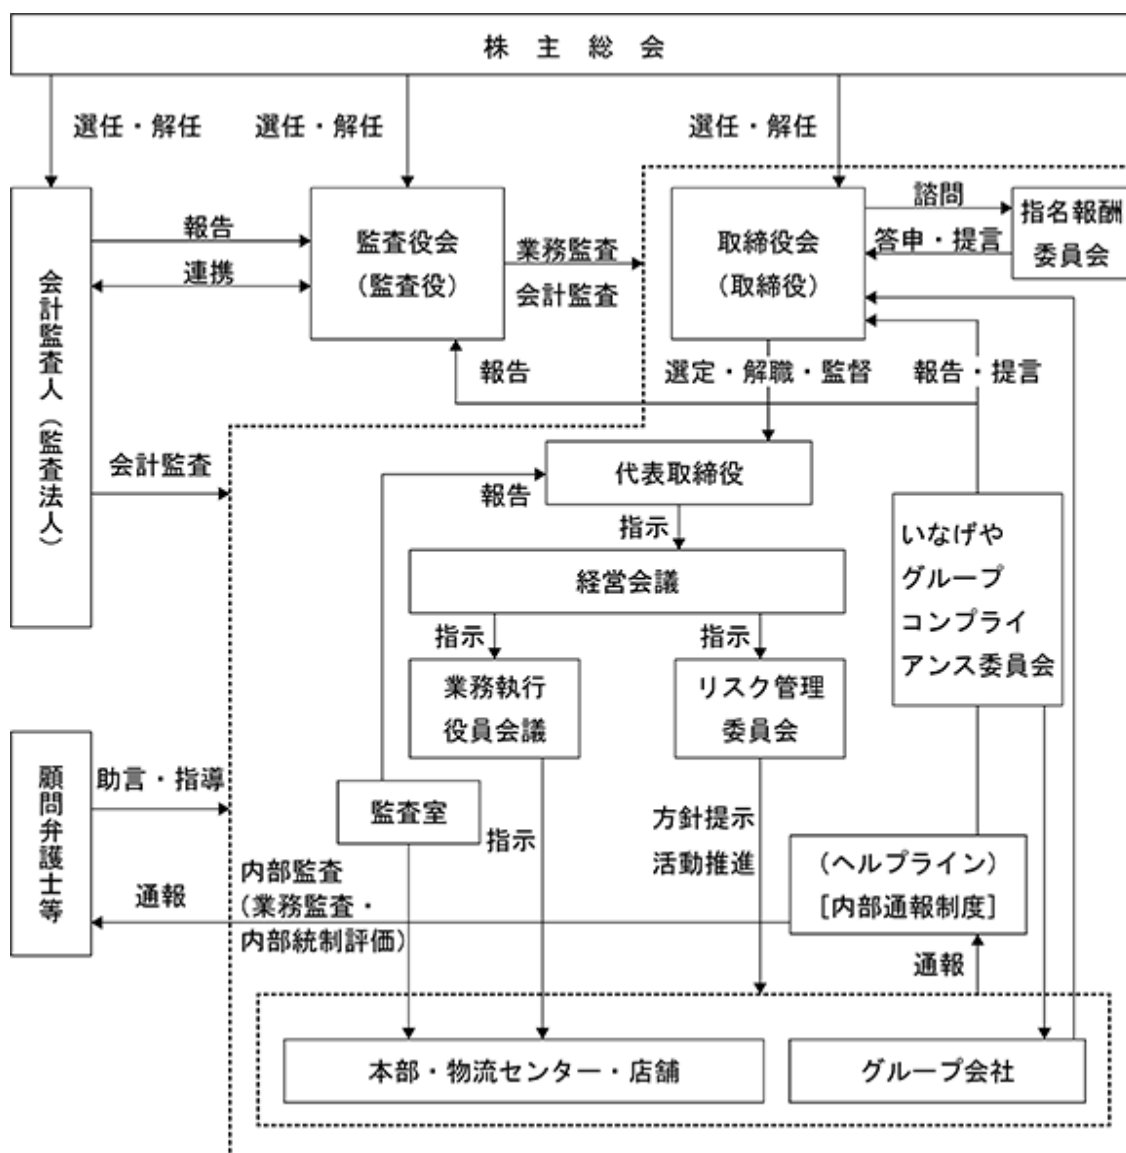 株主総会
選任・解任
選任・解任
選任・解任
会計監査人（監査法人）
報告
連携
監査役会
（監査役）
業務監査
会計監査
取締役会
（取締役）
諮問
答申・提言
指名報酬
委員会
報告
選定・解職・監督
報告・提言
会計監査
代表取締役
報告
指示
経営会議
指示
指示
業務執行
役員会議
リスク管理
委員会
いなげや
グループ
コンプライ
アンス委員会
顧問弁護士等
助言・指導
監査室
指示
方針提示
活動推進
（ヘルプライン）
［内部通報制度］
通報
内部監査
（業務監査・
内部統制評価）
通報
本部・物流センター・店舗
グループ会社